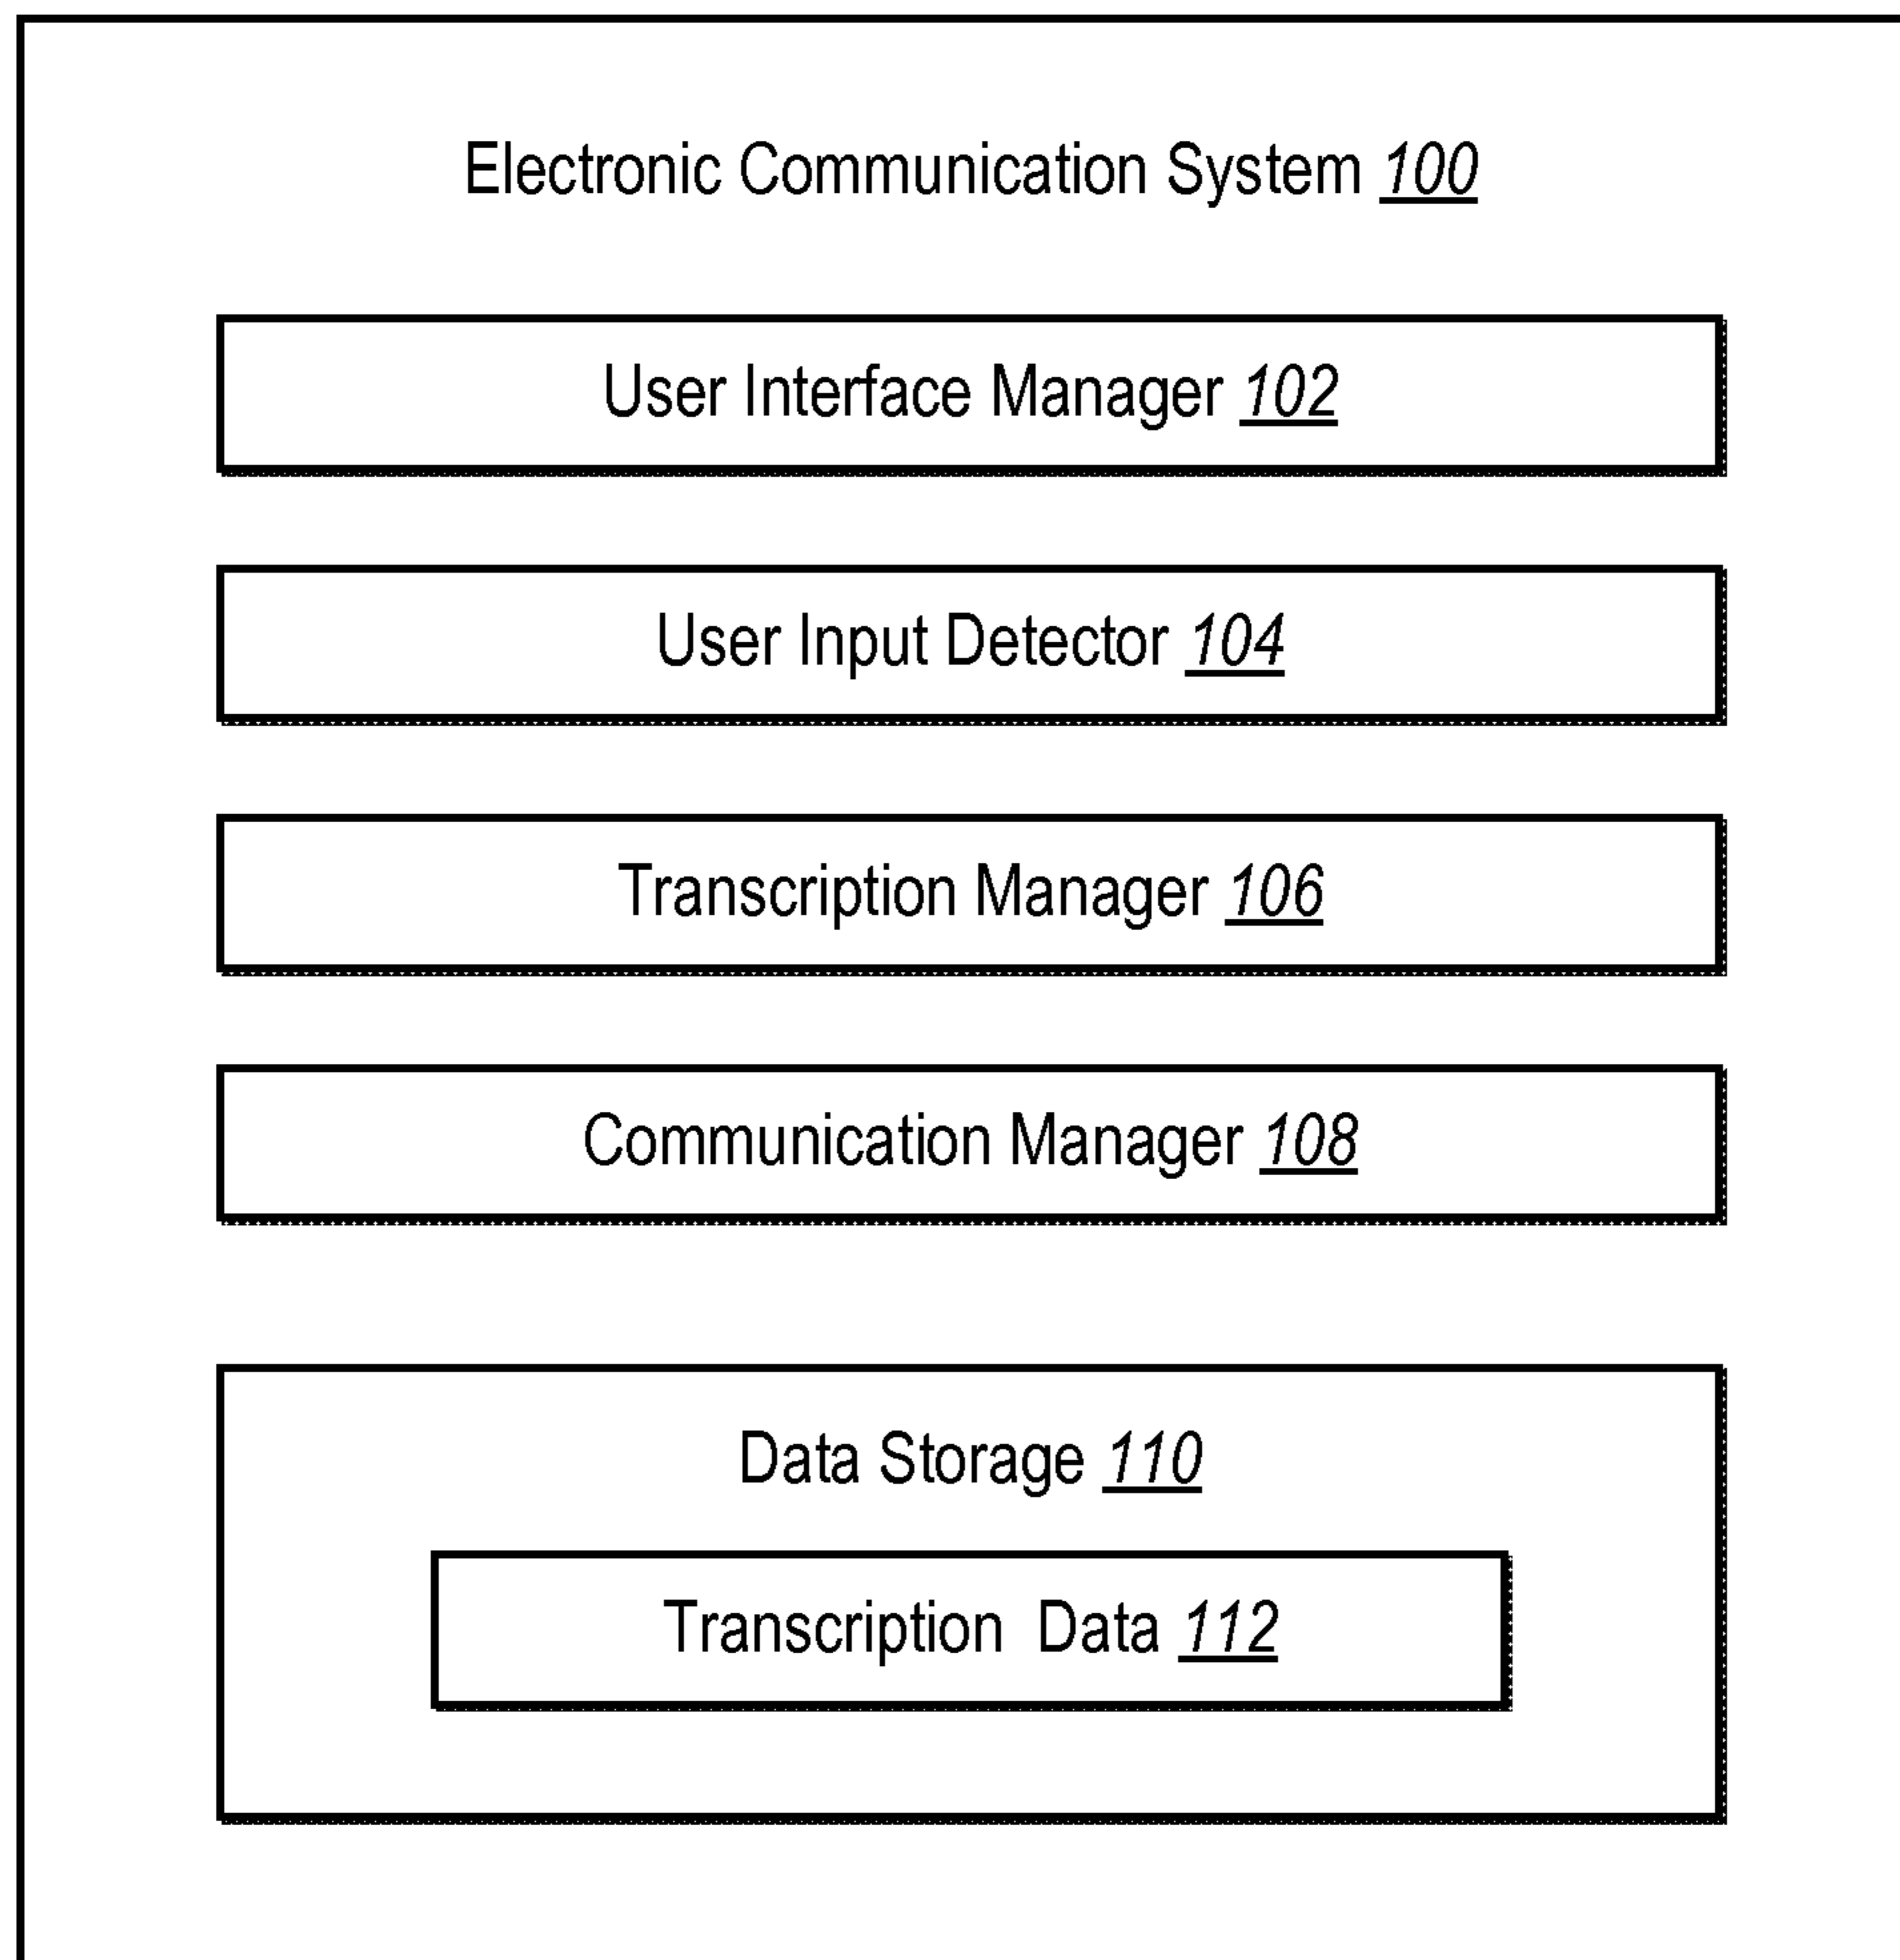 Electronic Communication System 100
User Interface Manager 102
User Input Detector 104
Transcription Manager 106
Communication Manager 108
Data Storage 110
Transcription Data 112